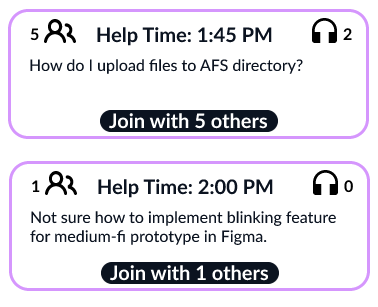 5 Help Time: 1:45 PM 2
How do I upload files to AFS directory?
Join with 5 others
1 Help Time: 2:00 PM 0
Not sure how to implement blinking feature
for medium-fi prototype in Figma.
Join with 1 others